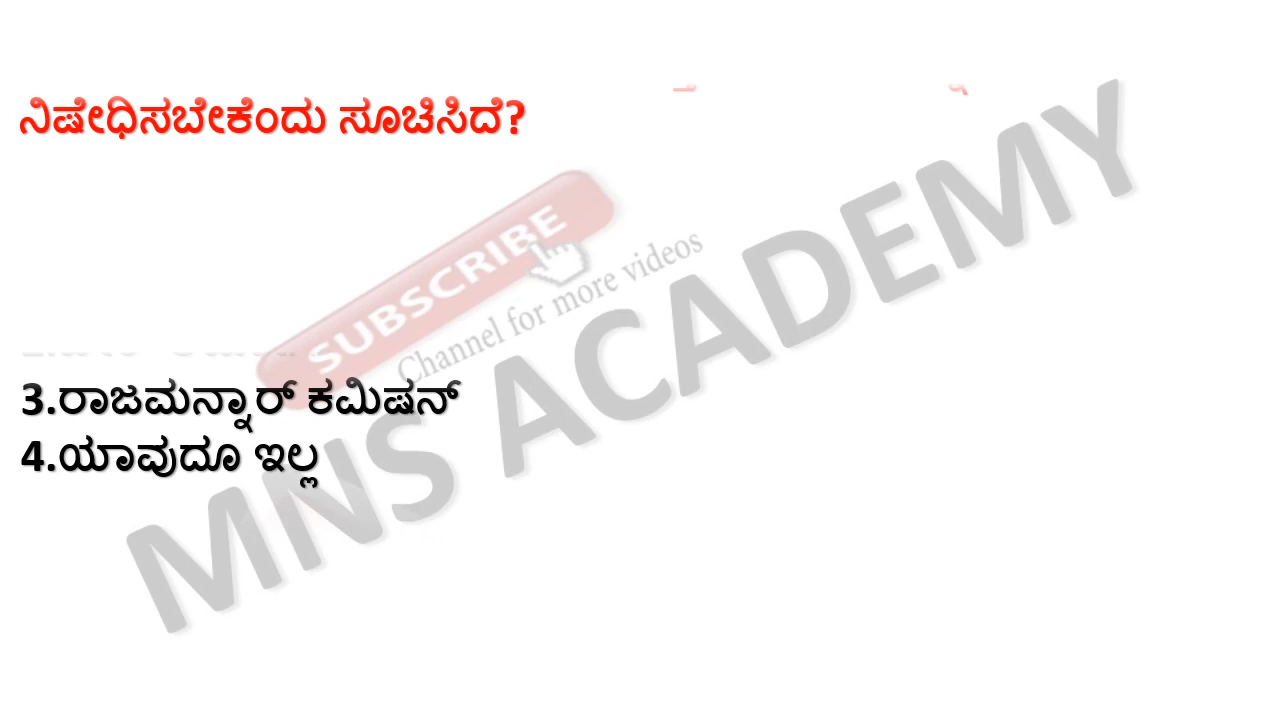 ನಿಷೇಧಿಸಬೇಕೆಂದು ಸೂಚಿಸಿದೆ?
SUBSCRIBE
Channel for more videos
MNS ACADEMY
3.ರಾಜಮನ್ನಾರ್ ಕಮಿಷನ್
4.ಯಾವುದೂ ಇಲ್ಲ